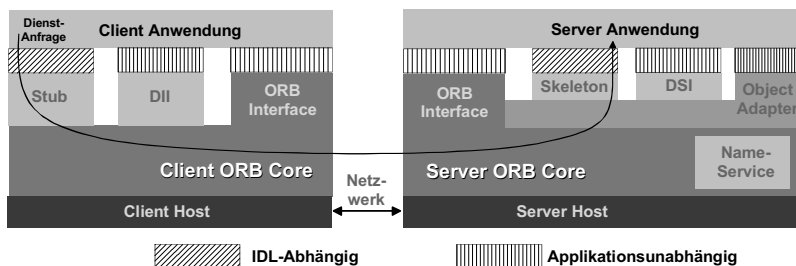 Dienst-
Anfrage
Client Anwendung
Stub
DII
ORB
Interface
Client ORB Core
Client Host
Netz-
werk
Server Anwendung
ORB
Interface
Skeleton
DSI
Object
Adapter
Server ORB Core
Name-
Service
Server Host
IDL-Abhängig
Applikationsunabhängig